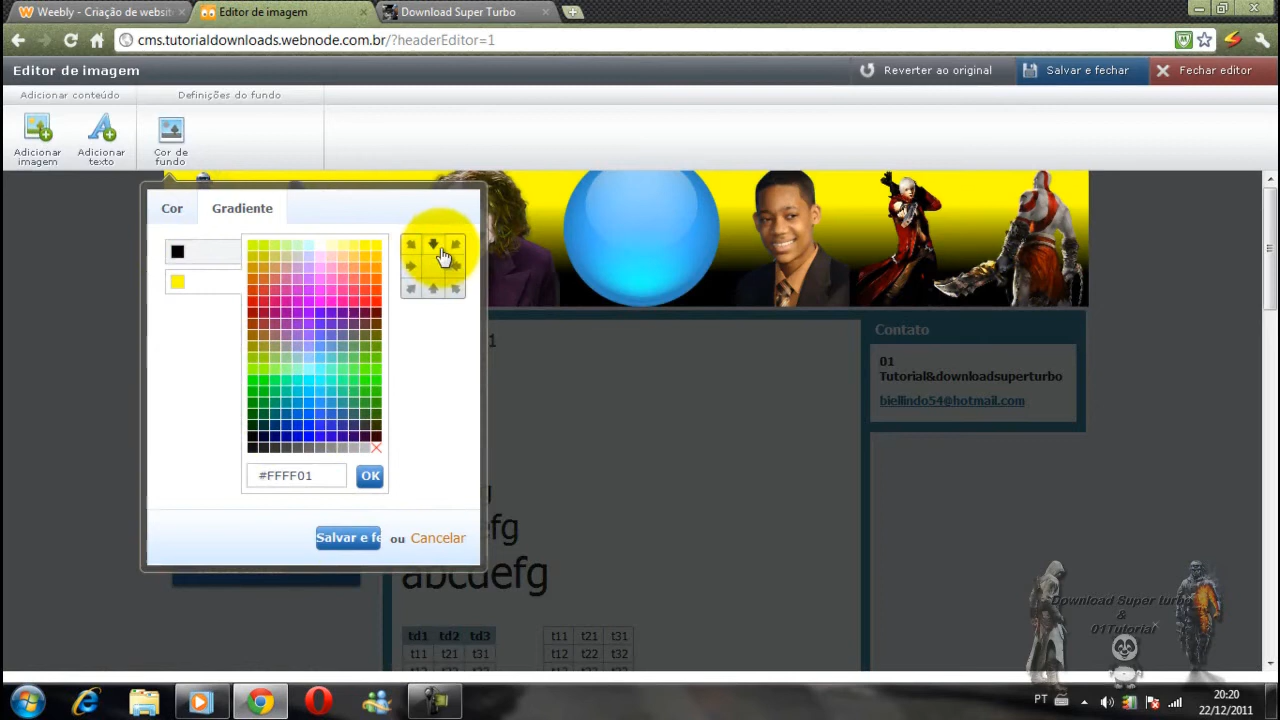 Weebly - Criação de websit
Editor de imagem
Download Super Turbo
cms.tutorialdownloads.webnode.com.br/?headerEditor=1
Editor de imagem
Reverter ao original
Salvar e fechar
Fechar editor
Adicionar conteúdo
Definições do fundo
Adicionar
imagem
Adicionar
texto
Cor de
fundo
Cor
Gradiente
#FFFF01
OK
Salvar e fe
ou
Cancelar
1
Contato
01
Tutorial&downloadsuperturbo
biellindo54@hotmail.com
g
efg
abcdefg
td1 td2 td3
t11 t21 t31
t11 t21 t31
t12 t22 t32
Download Super turbo
&
01Tutorial
PT
20:20
22/12/2011